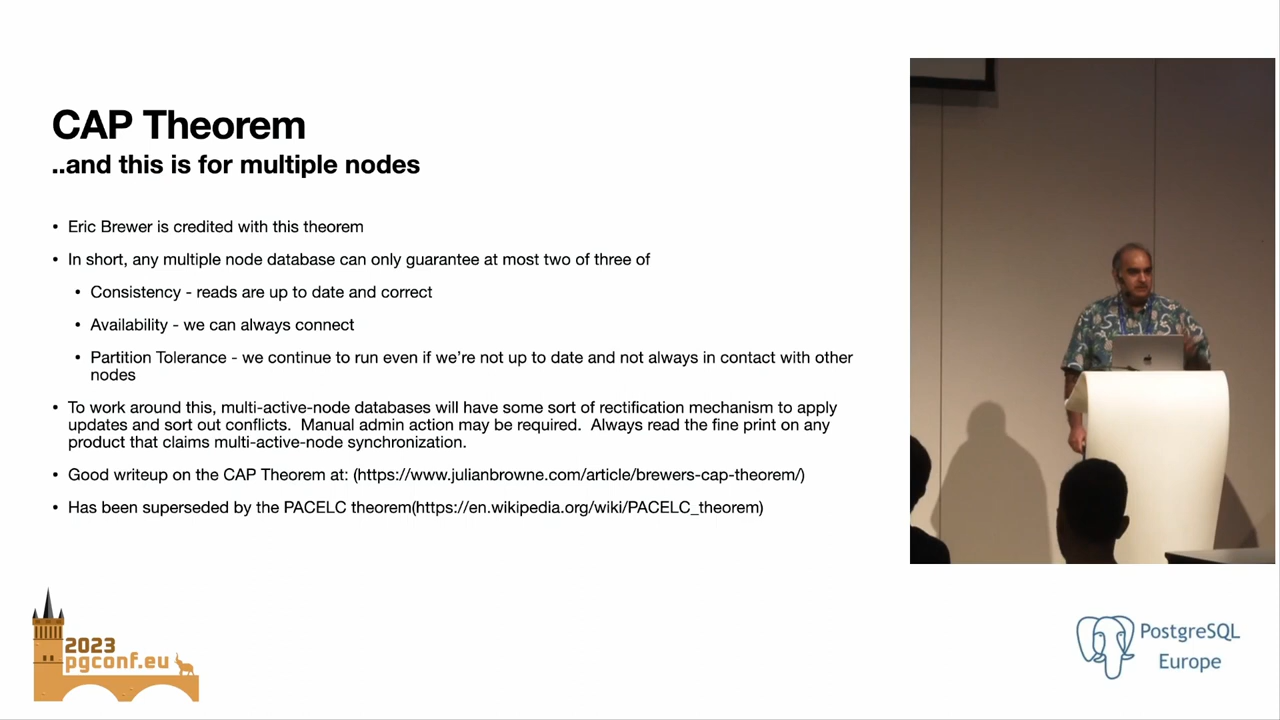 CAP Theorem
..and this is for multiple nodes
• Eric Brewer is credited with this theorem
• In short, any multiple node database can only guarantee at most two of three of
• Consistency - reads are up to date and correct
• Availability - we can always connect
• Partition Tolerance - we continue to run even if we’re not up to date and not always in contact with other
nodes
• To work around this, multi-active-node databases will have some sort of rectification mechanism to apply
updates and sort out conflicts.  Manual admin action may be required.  Always read the fine print on any
product that claims multi-active-node synchronization.
• Good writeup on the CAP Theorem at: (https://www.julianbrowne.com/article/brewers-cap-theorem/)
• Has been superseded by the PACELC theorem(https://en.wikipedia.org/wiki/PACELC_theorem)
2023
pgconf.eu
PostgreSQL
Europe